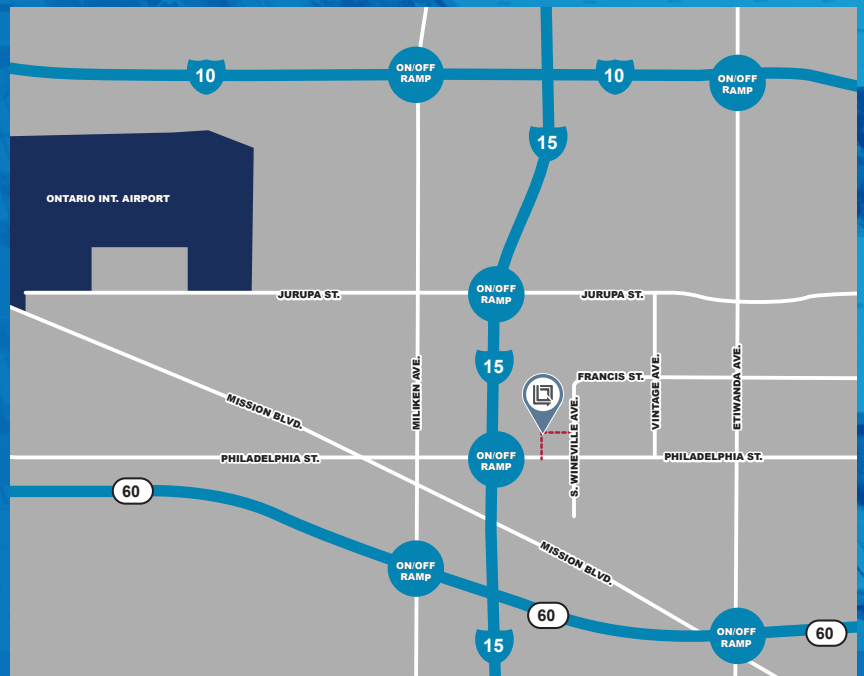 ON/OFF
RAMP
10
10
ON/OFF
RAMP
15
ONTARIO INT. AIRPORT
ON/OFF
RAMP
JURUPA ST.
JURUPA ST.
15
FRANCIS ST.
MILIKEN AVE.
VINTAGE AVE.
ETIWANDA AVE.
MISSION BLVD.
S. WINEVILLE AVE.
PHILADELPHIA ST.
ON/OFF
RAMP
PHILADELPHIA ST.
60
ON/OFF
RAMP
MISSION BLVD.
60
15
ON/OFF
RAMP
60